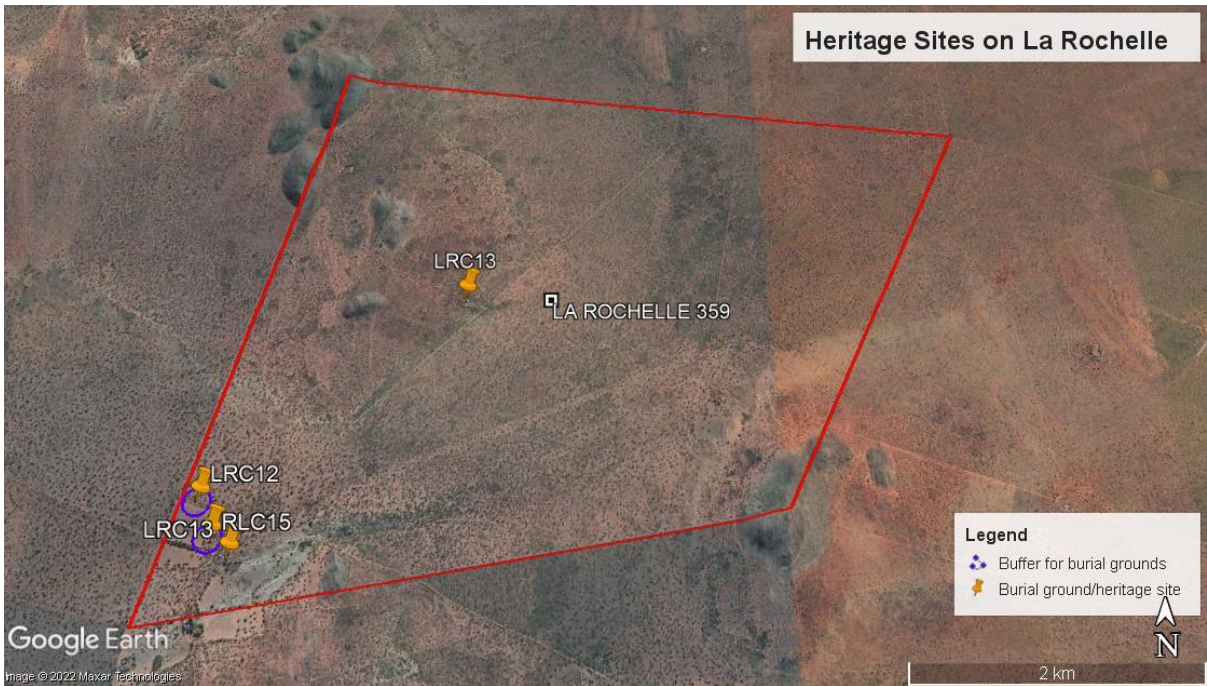 Heritage Sites on La Rochelle
LRC13
LA ROCHELLE 359
LRC12
LRC13
RLC15
Legend
Buffer for burial grounds
Burial ground/heritage site
N
Google Earth
2 km
Image © 2022 Maxar Technologies